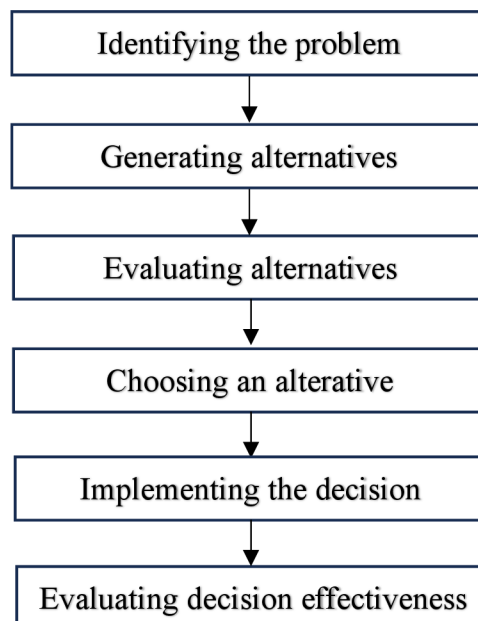 Identifying the problem
Generating alternatives
Evaluating alternatives
Choosing an alterative
Implementing the decision
Evaluating decision effectiveness